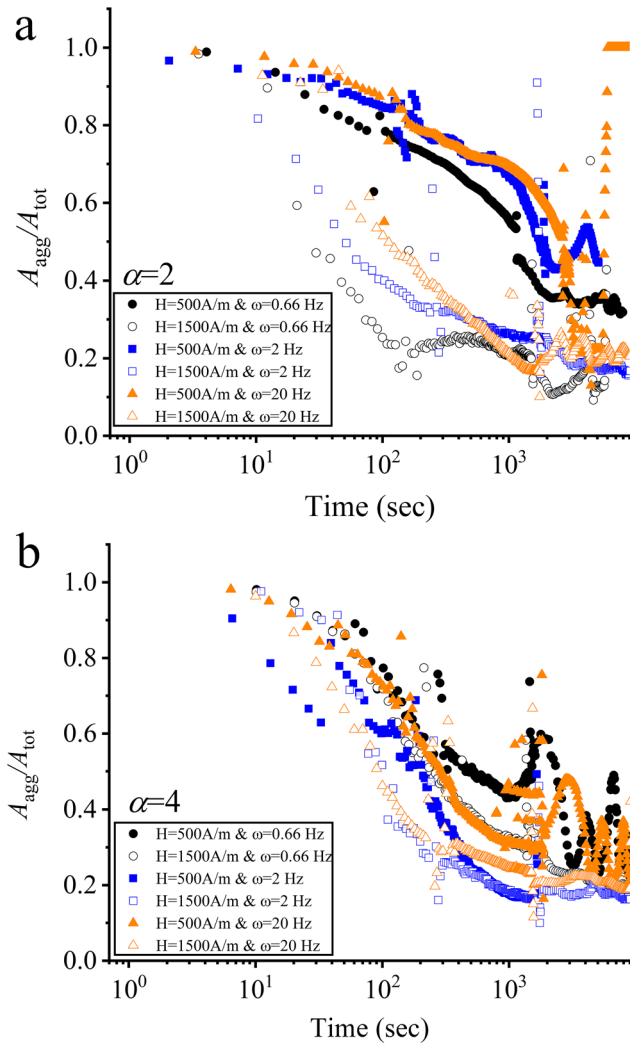 a
1.0
0.8
0.6
0.4
0.2
0.0
A_agg/A_tot
α=2
H=500A/m & ω=0.66 Hz
H=1500A/m & ω=0.66 Hz
H=500A/m & ω=2 Hz
H=1500A/m & ω=2 Hz
H=500A/m & ω=20 Hz
H=1500A/m & ω=20 Hz
10^0 10^1 10^2 10^3
Time (sec)
b
1.0
0.8
0.6
0.4
0.2
0.0
A_agg/A_tot
α=4
H=500A/m & ω=0.66 Hz
H=1500A/m & ω=0.66 Hz
H=500A/m & ω=2 Hz
H=1500A/m & ω=2 Hz
H=500A/m & ω=20 Hz
H=1500A/m & ω=20 Hz
10^0 10^1 10^2 10^3
Time (sec)